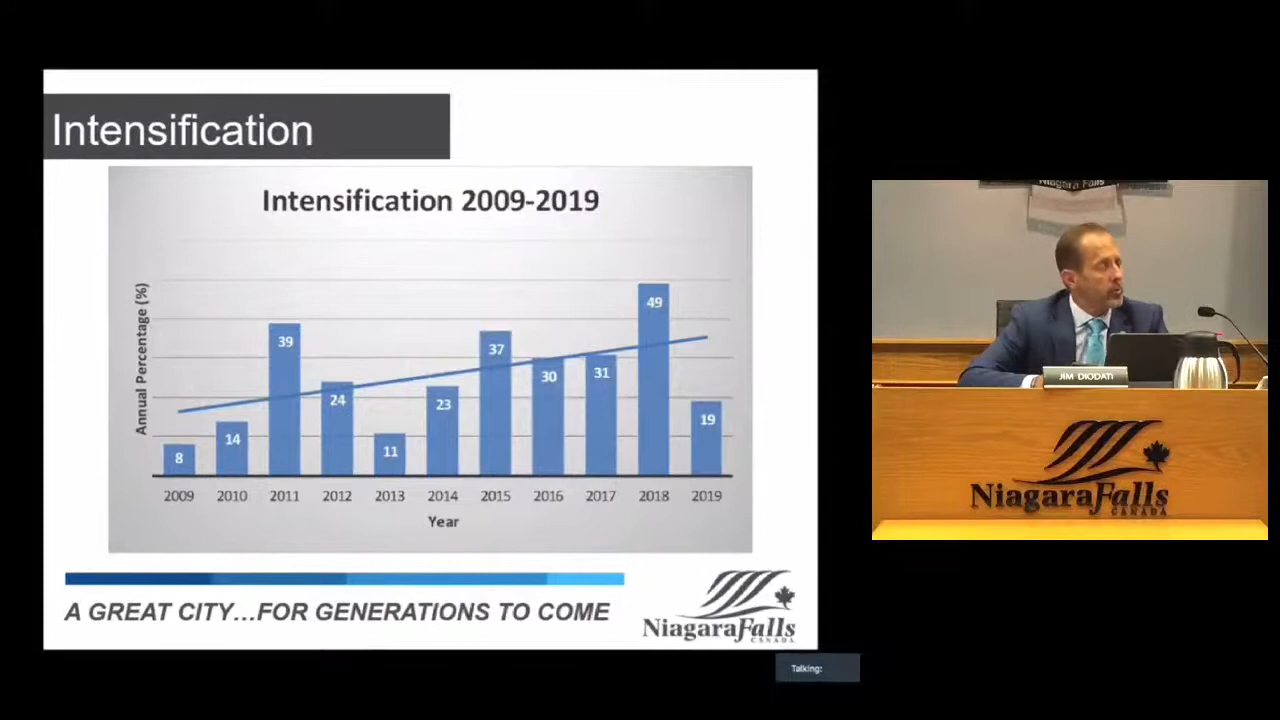 Intensification
Intensification 2009-2019
Annual Percentage (%)
8
14
39
24
11
23
37
30
31
49
19
2009 2010 2011 2012 2013 2014 2015 2016 2017 2018 2019
Year
A GREAT CITY...FOR GENERATIONS TO COME
NiagaraFalls
CANADA
Talking:
Niagara Falls
JIM DIODATI
NiagaraFalls
CANADA